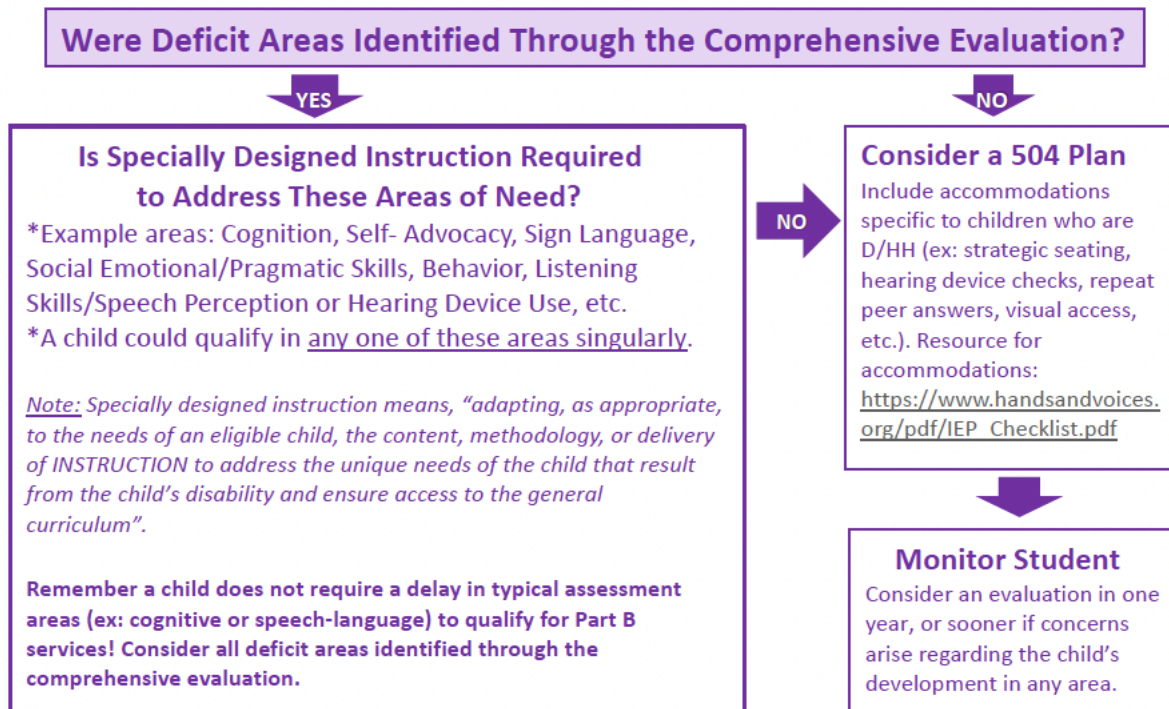 Were Deficit Areas Identified Through the Comprehensive Evaluation?
YES
NO
Is Specially Designed Instruction Required
to Address These Areas of Need?
*Example areas: Cognition, Self- Advocacy, Sign Language,
Social Emotional/Pragmatic Skills, Behavior, Listening
Skills/Speech Perception or Hearing Device Use, etc.
*A child could qualify in any one of these areas singularly.
Note: Specially designed instruction means, “adapting, as appropriate,
to the needs of an eligible child, the content, methodology, or delivery
of INSTRUCTION to address the unique needs of the child that result
from the child’s disability and ensure access to the general
curriculum”.
Remember a child does not require a delay in typical assessment
areas (ex: cognitive or speech-language) to qualify for Part B
services! Consider all deficit areas identified through the
comprehensive evaluation.
NO
Consider a 504 Plan
Include accommodations
specific to children who are
D/HH (ex: strategic seating,
hearing device checks, repeat
peer answers, visual access,
etc.). Resource for
accommodations:
https://www.handsandvoices.
org/pdf/IEP_Checklist.pdf
Monitor Student
Consider an evaluation in one
year, or sooner if concerns
arise regarding the child’s
development in any area.